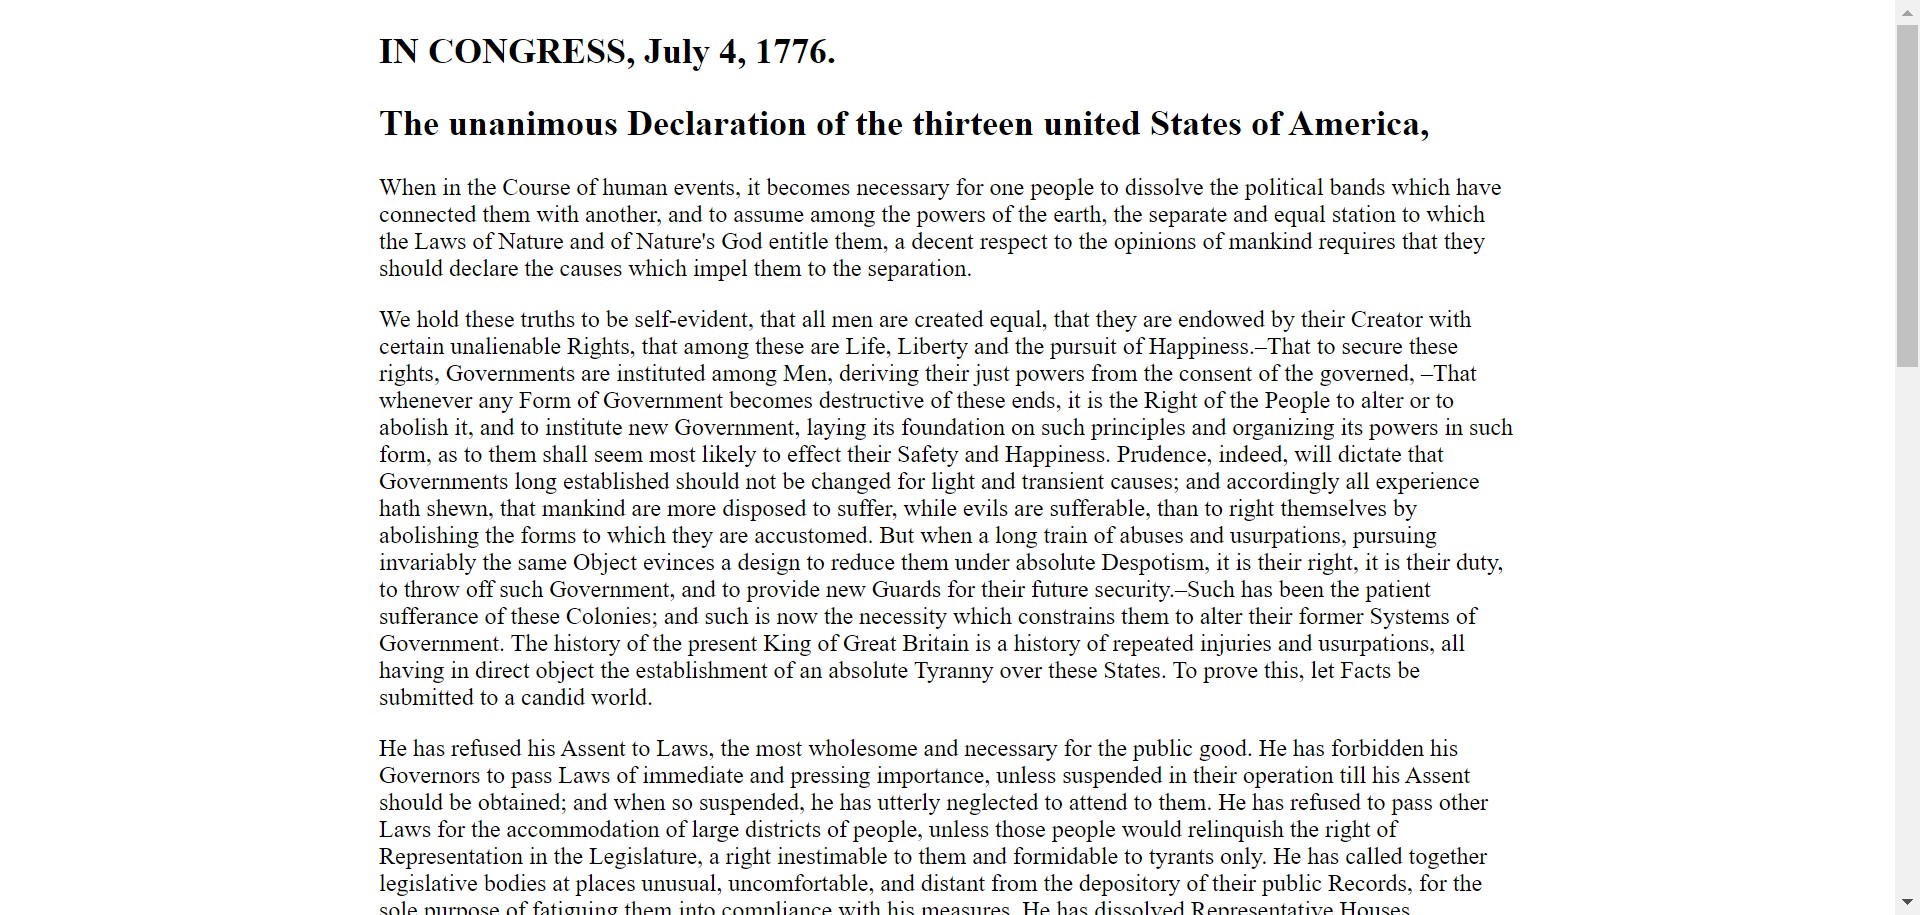 IN CONGRESS, July 4, 1776.
The unanimous Declaration of the thirteen united States of America,
When in the Course of human events, it becomes necessary for one people to dissolve the political bands which have
connected them with another, and to assume among the powers of the earth, the separate and equal station to which
the Laws of Nature and of Nature's God entitle them, a decent respect to the opinions of mankind requires that they
should declare the causes which impel them to the separation.
We hold these truths to be self-evident, that all men are created equal, that they are endowed by their Creator with
certain unalienable Rights, that among these are Life, Liberty and the pursuit of Happiness.–That to secure these
rights, Governments are instituted among Men, deriving their just powers from the consent of the governed, –That
whenever any Form of Government becomes destructive of these ends, it is the Right of the People to alter or to
abolish it, and to institute new Government, laying its foundation on such principles and organizing its powers in such
form, as to them shall seem most likely to effect their Safety and Happiness. Prudence, indeed, will dictate that
Governments long established should not be changed for light and transient causes; and accordingly all experience
hath shewn, that mankind are more disposed to suffer, while evils are sufferable, than to right themselves by
abolishing the forms to which they are accustomed. But when a long train of abuses and usurpations, pursuing
invariably the same Object evinces a design to reduce them under absolute Despotism, it is their right, it is their duty,
to throw off such Government, and to provide new Guards for their future security.–Such has been the patient
sufferance of these Colonies; and such is now the necessity which constrains them to alter their former Systems of
Government. The history of the present King of Great Britain is a history of repeated injuries and usurpations, all
having in direct object the establishment of an absolute Tyranny over these States. To prove this, let Facts be
submitted to a candid world.
He has refused his Assent to Laws, the most wholesome and necessary for the public good. He has forbidden his
Governors to pass Laws of immediate and pressing importance, unless suspended in their operation till his Assent
should be obtained; and when so suspended, he has utterly neglected to attend to them. He has refused to pass other
Laws for the accommodation of large districts of people, unless those people would relinquish the right of
Representation in the Legislature, a right inestimable to them and formidable to tyrants only. He has called together
legislative bodies at places unusual, uncomfortable, and distant from the depository of their public Records, for the
sole purpose of fatiguing them into compliance with his measures. He has dissolved Representative Houses